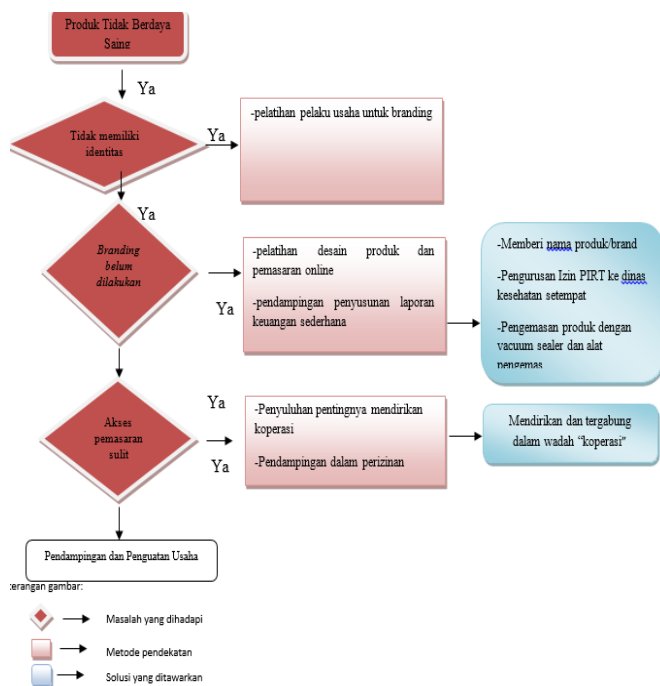 Produk Tidak Berdaya
Saing
Ya
Tidak memiliki
identitas
Ya
-pelatihan pelaku usaha untuk branding
Ya
Branding
belum
dilakukan
Ya
-pelatihan desain produk dan
pemasaran online
-pendampingan penyusunan laporan
keuangan sederhana
-Memberi nama produk/brand
-Pengurusan Izin PIRT ke dinas
kesehatan setempat
-Pengemasan produk dengan
vacuum sealer dan alat
pengemas
Akses
pemasaran
sulit
Ya
Ya
-Penyuluhan pentingnya mendirikan
koperasi
-Pendampingan dalam perizinan
Mendirikan dan tergabung
dalam wadah “koperasi”
Pendampingan dan Penguatan Usaha
terangan gambar:
Masalah yang dihadapi
Metode pendekatan
Solusi yang ditawarkan